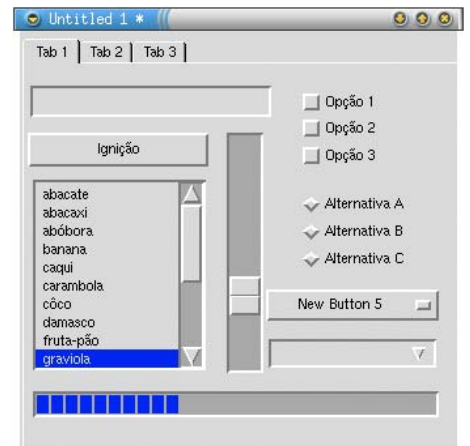 Untitled 1 *
Tab 1 Tab 2 Tab 3
Opção 1
Opção 2
Opção 3
Ignição
abacate
abacaxi
abóbora
banana
caqui
carambola
côco
damasco
fruta-pão
graviola
Alternativa A
Alternativa B
Alternativa C
New Button 5